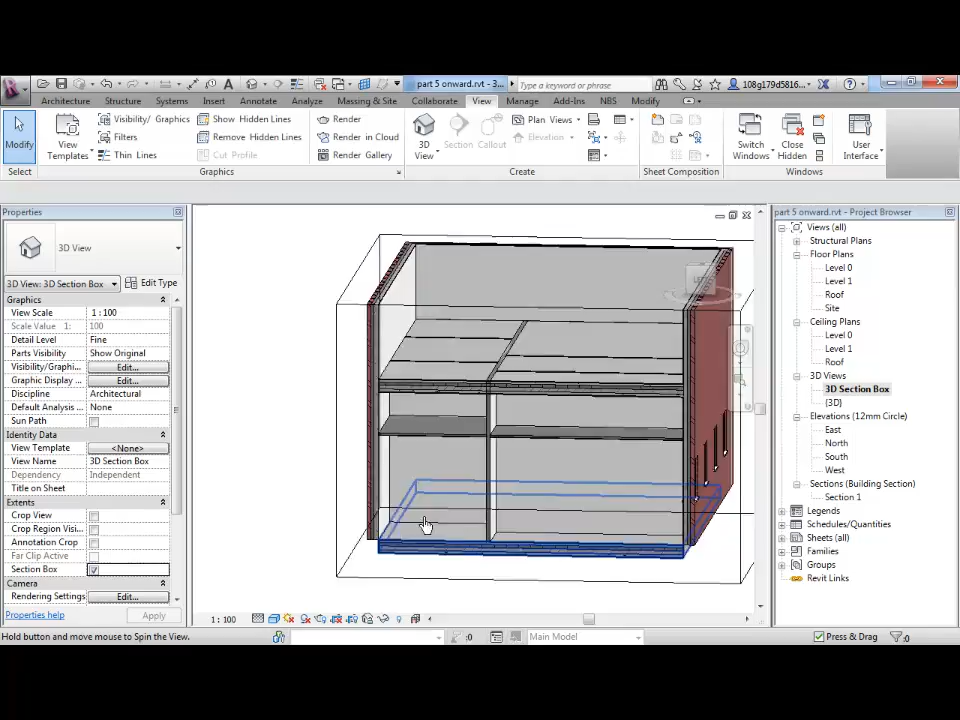 part 5 onward.rvt - 3...
Type a keyword or phrase
108g179d5816...
Architecture Structure Systems Insert Annotate Analyze Massing & Site Collaborate View Manage Add-Ins NBS Modify
Modify
View Templates
Visibility/ Graphics
Filters
Thin Lines
Show Hidden Lines
Remove Hidden Lines
Cut Profile
Render
Render in Cloud
Render Gallery
3D View
Section
Callout
Plan Views
Elevation
Switch Windows
Close Hidden
User Interface
Select
Graphics
Create
Sheet Composition
Windows
Properties
3D View
3D View: 3D Section Box
Edit Type
Graphics
View Scale 1 : 100
Scale Value 1: 100
Detail Level Fine
Parts Visibility Show Original
Visibility/Graphi... Edit...
Graphic Display ... Edit...
Discipline Architectural
Default Analysis ... None
Sun Path
Identity Data
View Template <None>
View Name 3D Section Box
Dependency Independent
Title on Sheet
Extents
Crop View
Crop Region Visi...
Annotation Crop
Far Clip Active
Section Box
Camera
Rendering Settings Edit...
Properties help
Apply
part 5 onward.rvt - Project Browser
Views (all)
Structural Plans
Floor Plans
Level 0
Level 1
Roof
Site
Ceiling Plans
Level 0
Level 1
Roof
3D Views
3D Section Box
{3D}
Elevations (12mm Circle)
East
North
South
West
Sections (Building Section)
Section 1
Legends
Schedules/Quantities
Sheets (all)
Families
Groups
Revit Links
1 : 100
Hold button and move mouse to Spin the View.
:0
Main Model
Press & Drag
:0